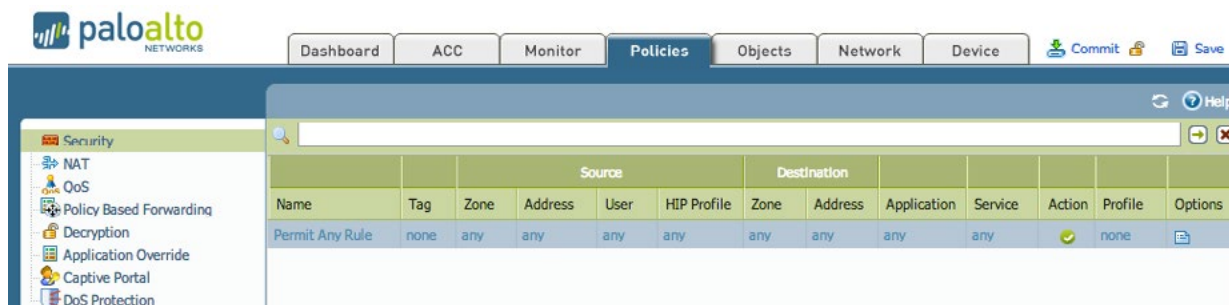 paloalto
NETWORKS
Dashboard ACC Monitor Policies Objects Network Device Commit Save
Help
Security
NAT
QoS
Policy Based Forwarding
Decryption
Application Override
Captive Portal
DoS Protection
Source Destination
Name Tag Zone Address User HIP Profile Zone Address Application Service Action Profile Options
Permit Any Rule none any any any any any any any any none